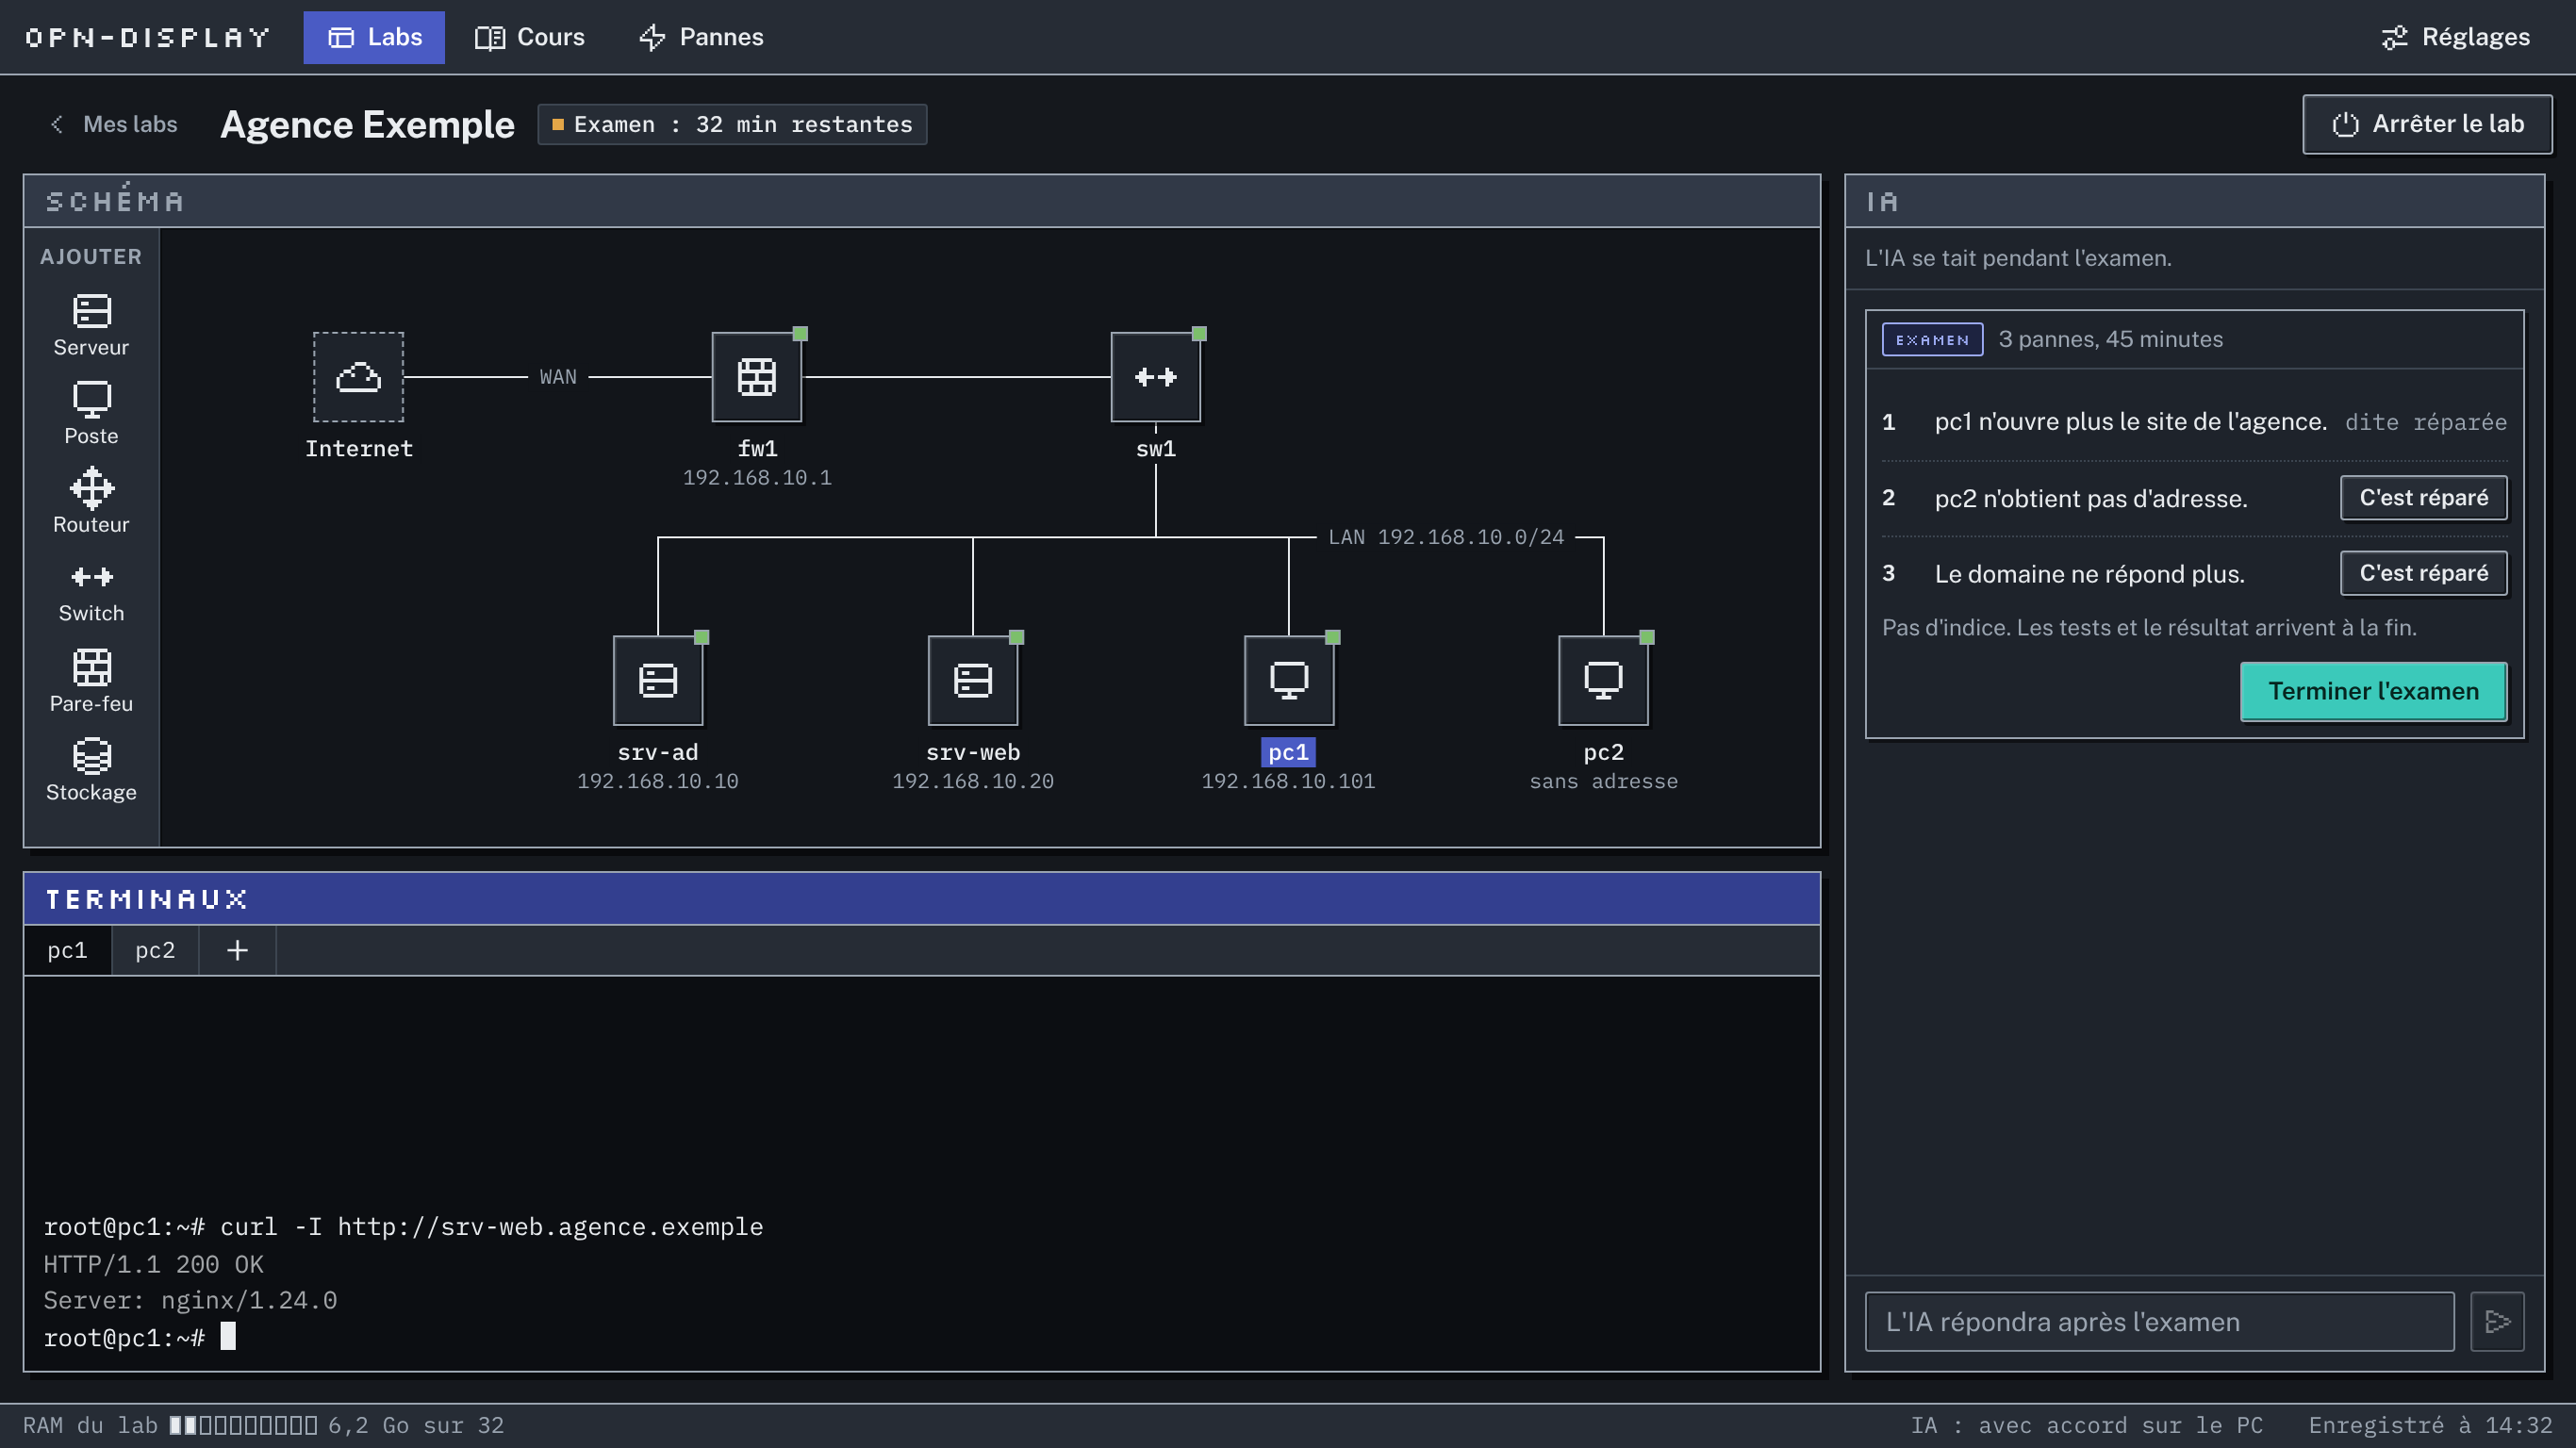 OPN-DISPLAY
Labs
Cours
Pannes
Réglages
Mes labs
Agence Exemple
Examen : 32 min restantes
Arrêter le lab
SCHÉMA
AJOUTER
Serveur
Poste
Routeur
Switch
Pare-feu
Stockage
Internet
WAN
fw1
192.168.10.1
sw1
LAN 192.168.10.0/24
srv-ad
192.168.10.10
srv-web
192.168.10.20
pc1
192.168.10.101
pc2
sans adresse
TERMINAUX
pc1
pc2
+
root@pc1:~# curl -I http://srv-web.agence.exemple
HTTP/1.1 200 OK
Server: nginx/1.24.0
root@pc1:~#
IA
L'IA se tait pendant l'examen.
EXAMEN
3 pannes, 45 minutes
1 pc1 n'ouvre plus le site de l'agence. dite réparée
2 pc2 n'obtient pas d'adresse. C'est réparé
3 Le domaine ne répond plus. C'est réparé
Pas d'indice. Les tests et le résultat arrivent à la fin.
Terminer l'examen
L'IA répondra après l'examen
RAM du lab 6,2 Go sur 32
IA : avec accord sur le PC
Enregistré à 14:32